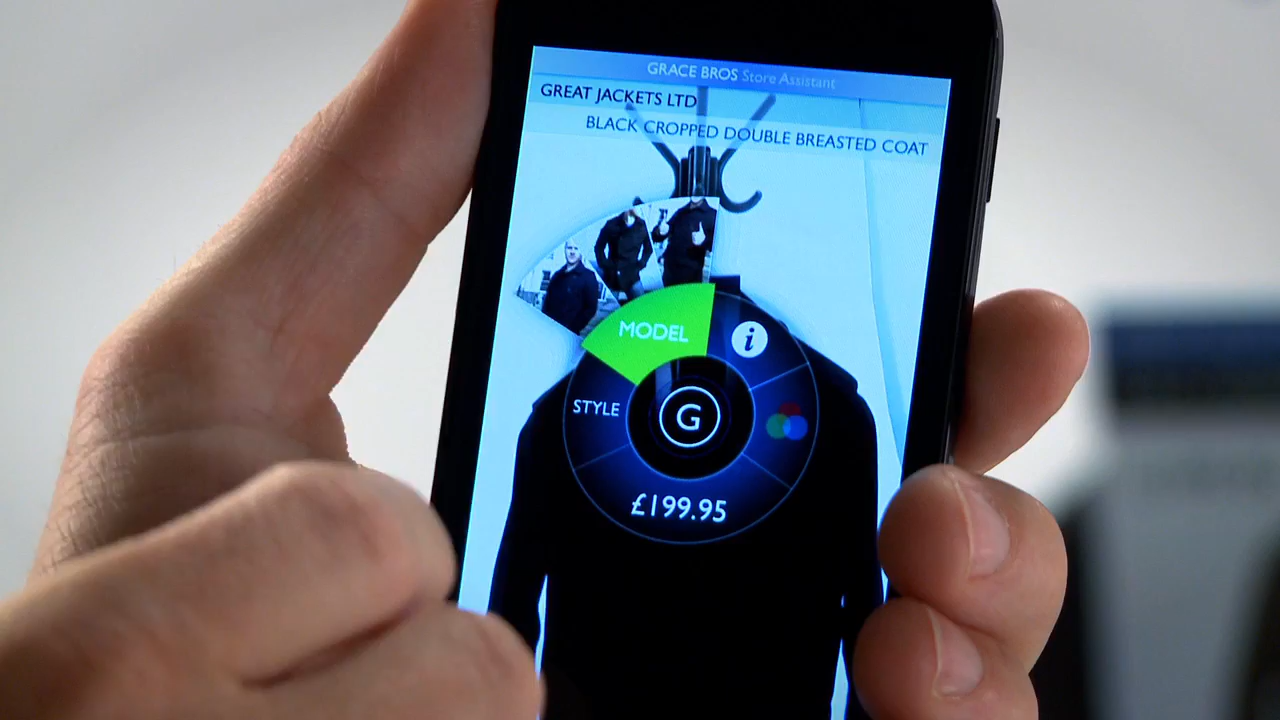 GRACE BROS Store Assistant
GREAT JACKETS LTD
BLACK CROPPED DOUBLE BREASTED COAT
MODEL
i
STYLE
G
£199.95